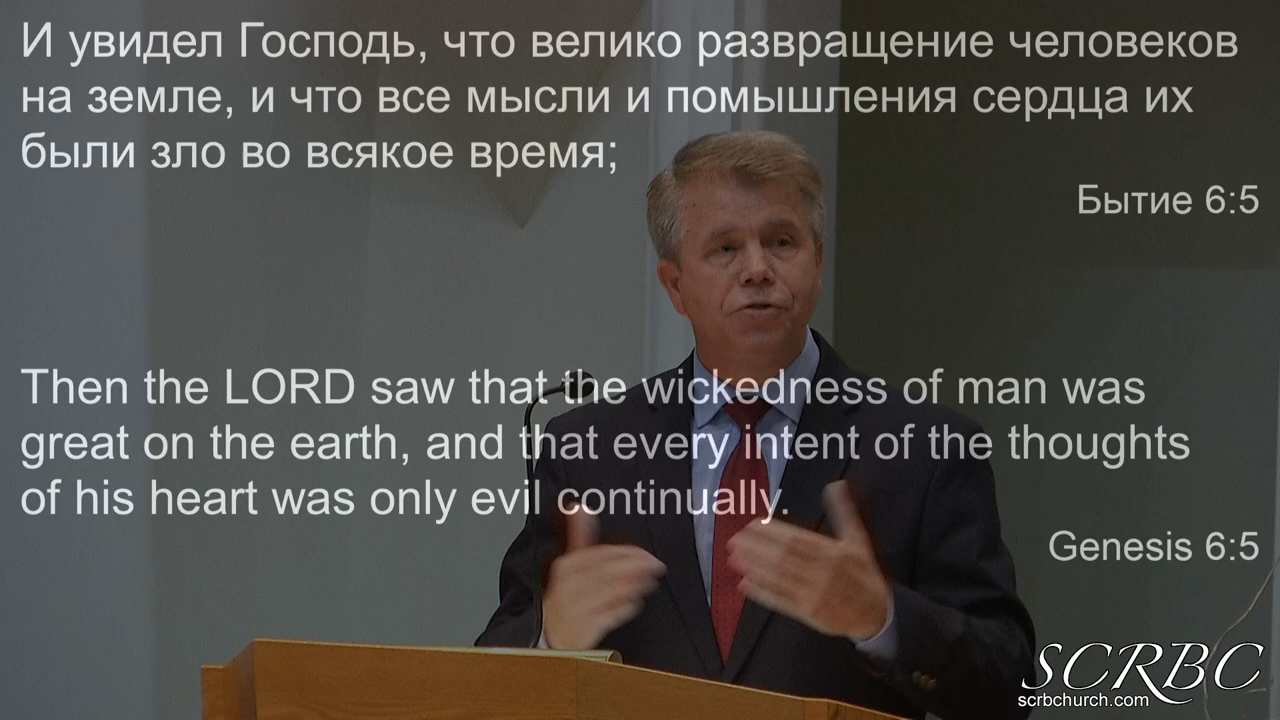 И увидел Господь, что велико развращение человеков
на земле, и что все мысли и помышления сердца их
были зло во всякое время;
Бытие 6:5
Then the LORD saw that the wickedness of man was
great on the earth, and that every intent of the thoughts
of his heart was only evil continually.
Genesis 6:5
SCRBC
scrbchurch.com